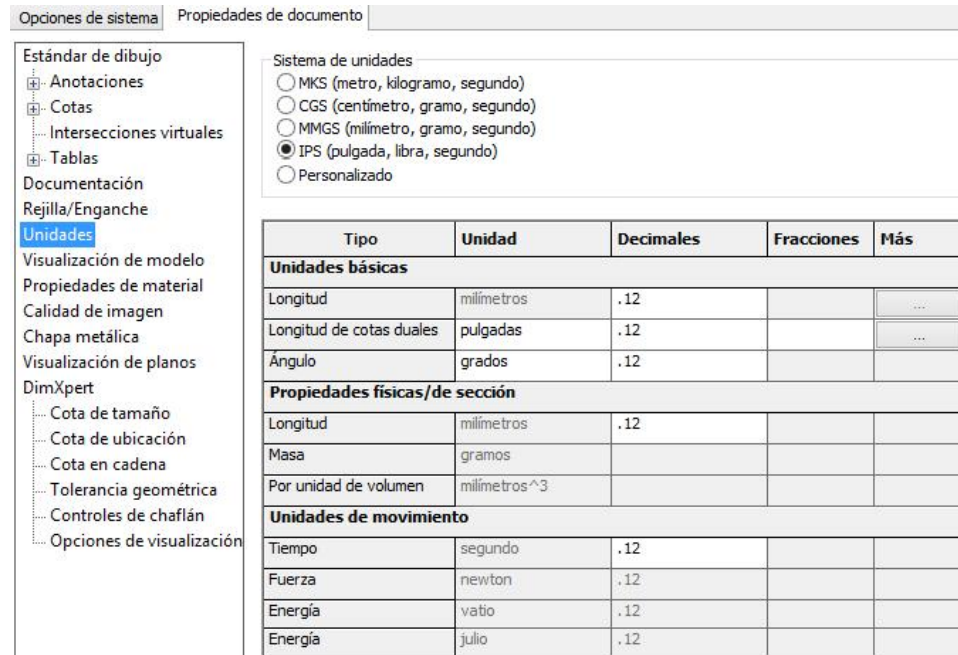 Opciones de sistema Propiedades de documento
Estándar de dibujo
Anotaciones
Cotas
Intersecciones virtuales
Tablas
Documentación
Rejilla/Enganche
Unidades
Visualización de modelo
Propiedades de material
Calidad de imagen
Chapa metálica
Visualización de planos
DimXpert
Cota de tamaño
Cota de ubicación
Cota en cadena
Tolerancia geométrica
Controles de chaflán
Opciones de visualización
Sistema de unidades
MKS (metro, kilogramo, segundo)
CGS (centímetro, gramo, segundo)
MMGS (milímetro, gramo, segundo)
IPS (pulgada, libra, segundo)
Personalizado
Tipo Unidad Decimales Fracciones Más
Unidades básicas
Longitud milímetros .12 ...
Longitud de cotas duales pulgadas .12 ...
Ángulo grados .12
Propiedades físicas/de sección
Longitud milímetros .12
Masa gramos
Por unidad de volumen milímetros^3
Unidades de movimiento
Tiempo segundo .12
Fuerza newton .12
Energía vatio .12
Energía julio .12